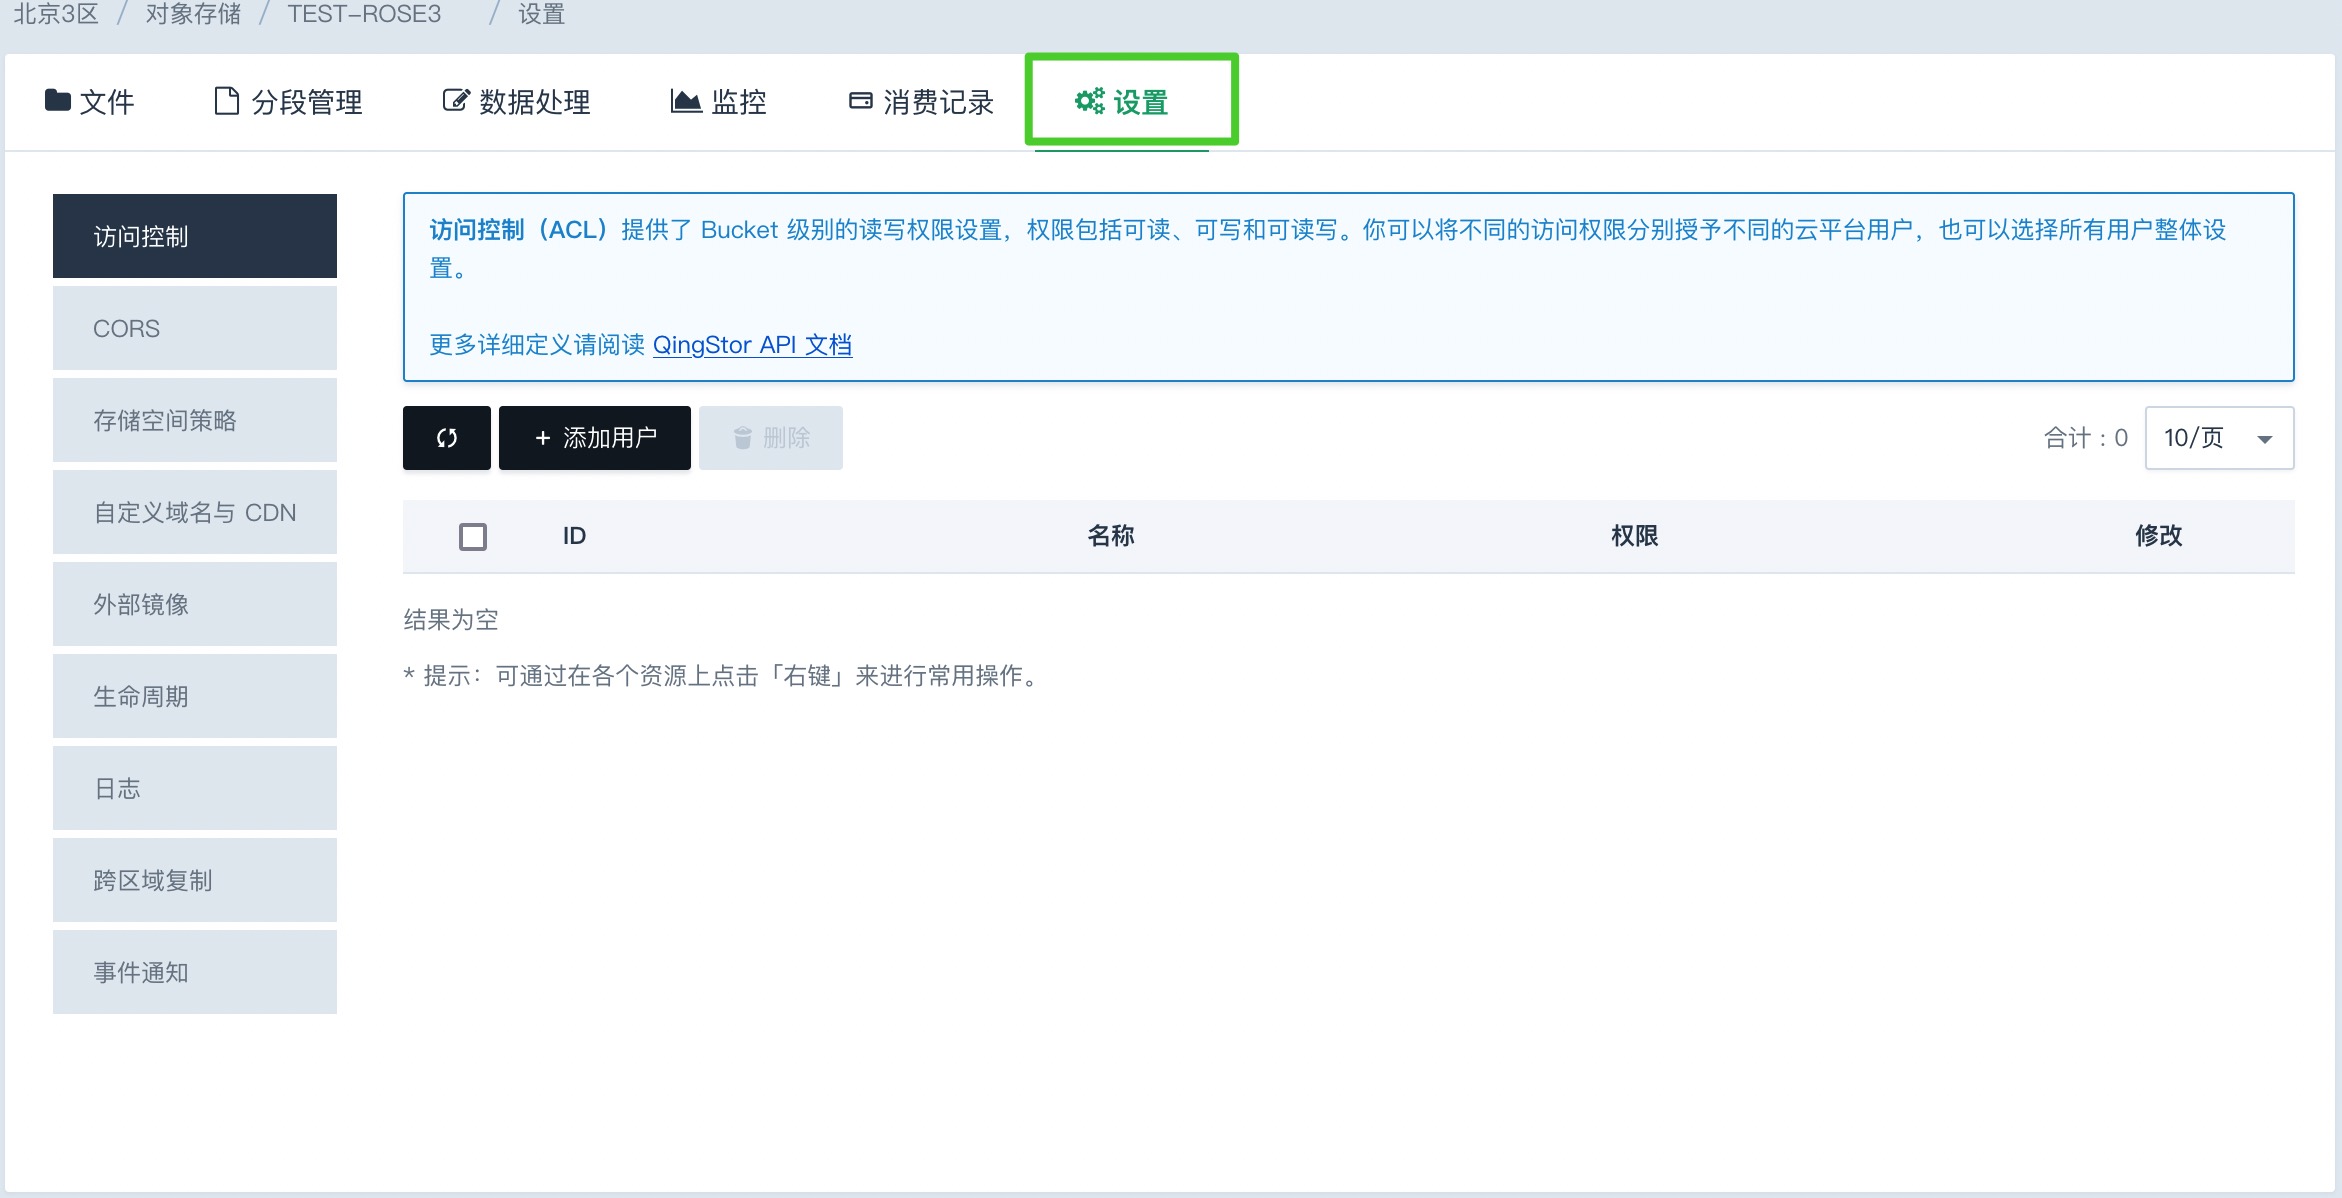 北京3区 / 对象存储 / TEST-ROSE3 / 设置
文件 分段管理 数据处理 监控 消费记录 设置
访问控制
CORS
存储空间策略
自定义域名与 CDN
外部镜像
生命周期
日志
跨区域复制
事件通知
访问控制（ACL）提供了 Bucket 级别的读写权限设置，权限包括可读、可写和可读写。你可以将不同的访问权限分别授予不同的云平台用户，也可以选择所有用户整体设
置。
更多详细定义请阅读 QingStor API 文档
+ 添加用户 删除 合计：0 10/页
ID 名称 权限 修改
结果为空
* 提示：可通过在各个资源上点击「右键」来进行常用操作。